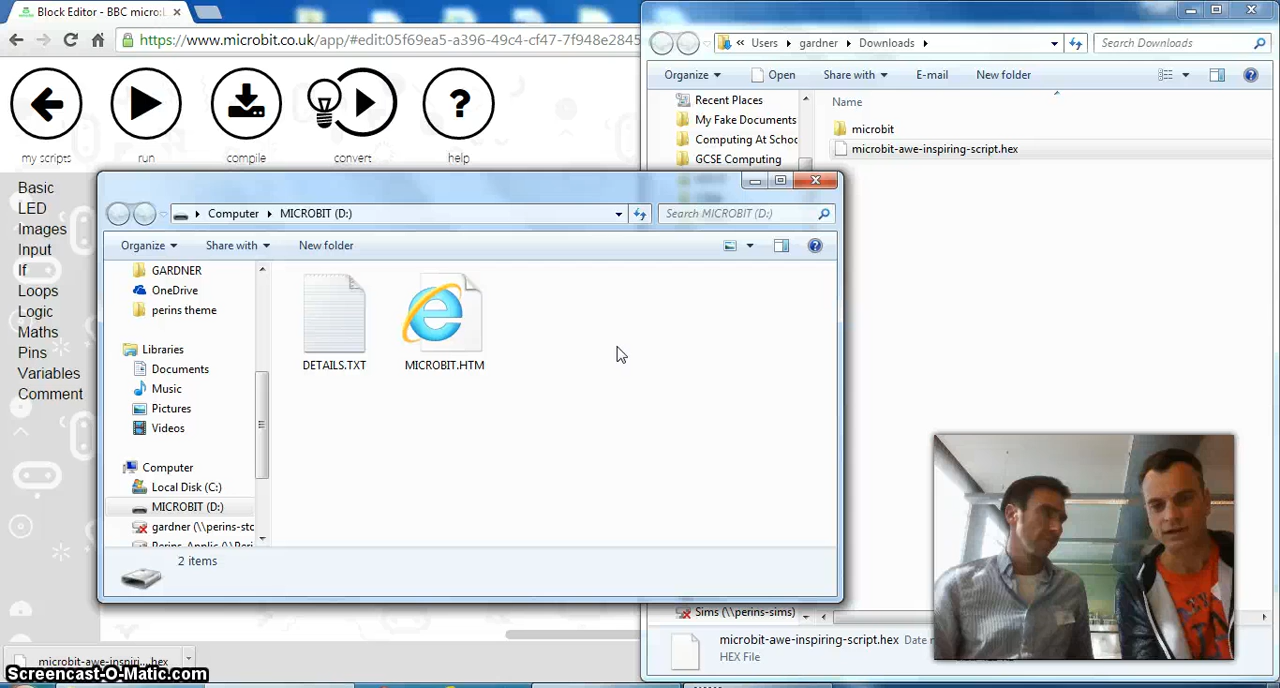 Block Editor - BBC micro:
https://www.microbit.co.uk/app/#edit:05f69ea5-a396-49c4-cf47-7f948e2845
my scripts
run
compile
convert
?
help
Basic
LED
Images
Input
If
Loops
Logic
Maths
Pins
Variables
Comment
microbit-awe-inspiri....hex
Users
gardner
Downloads
Search Downloads
Organize
Open
Share with
E-mail
New folder
Recent Places
My Fake Documents
Computing At Schoo
GCSE Computing
Name
microbit
microbit-awe-inspiring-script.hex
Sims (\\perins-sims)
microbit-awe-inspiring-script.hex
HEX File
Computer
MICROBIT (D:)
Search MICROBIT (D:)
Organize
Share with
New folder
GARDNER
OneDrive
perins theme
Libraries
Documents
Music
Pictures
Videos
Computer
Local Disk (C:)
MICROBIT (D:)
gardner (\\perins-stc
DETAILS.TXT
MICROBIT.HTM
2 items
Screencast-O-Matic.com